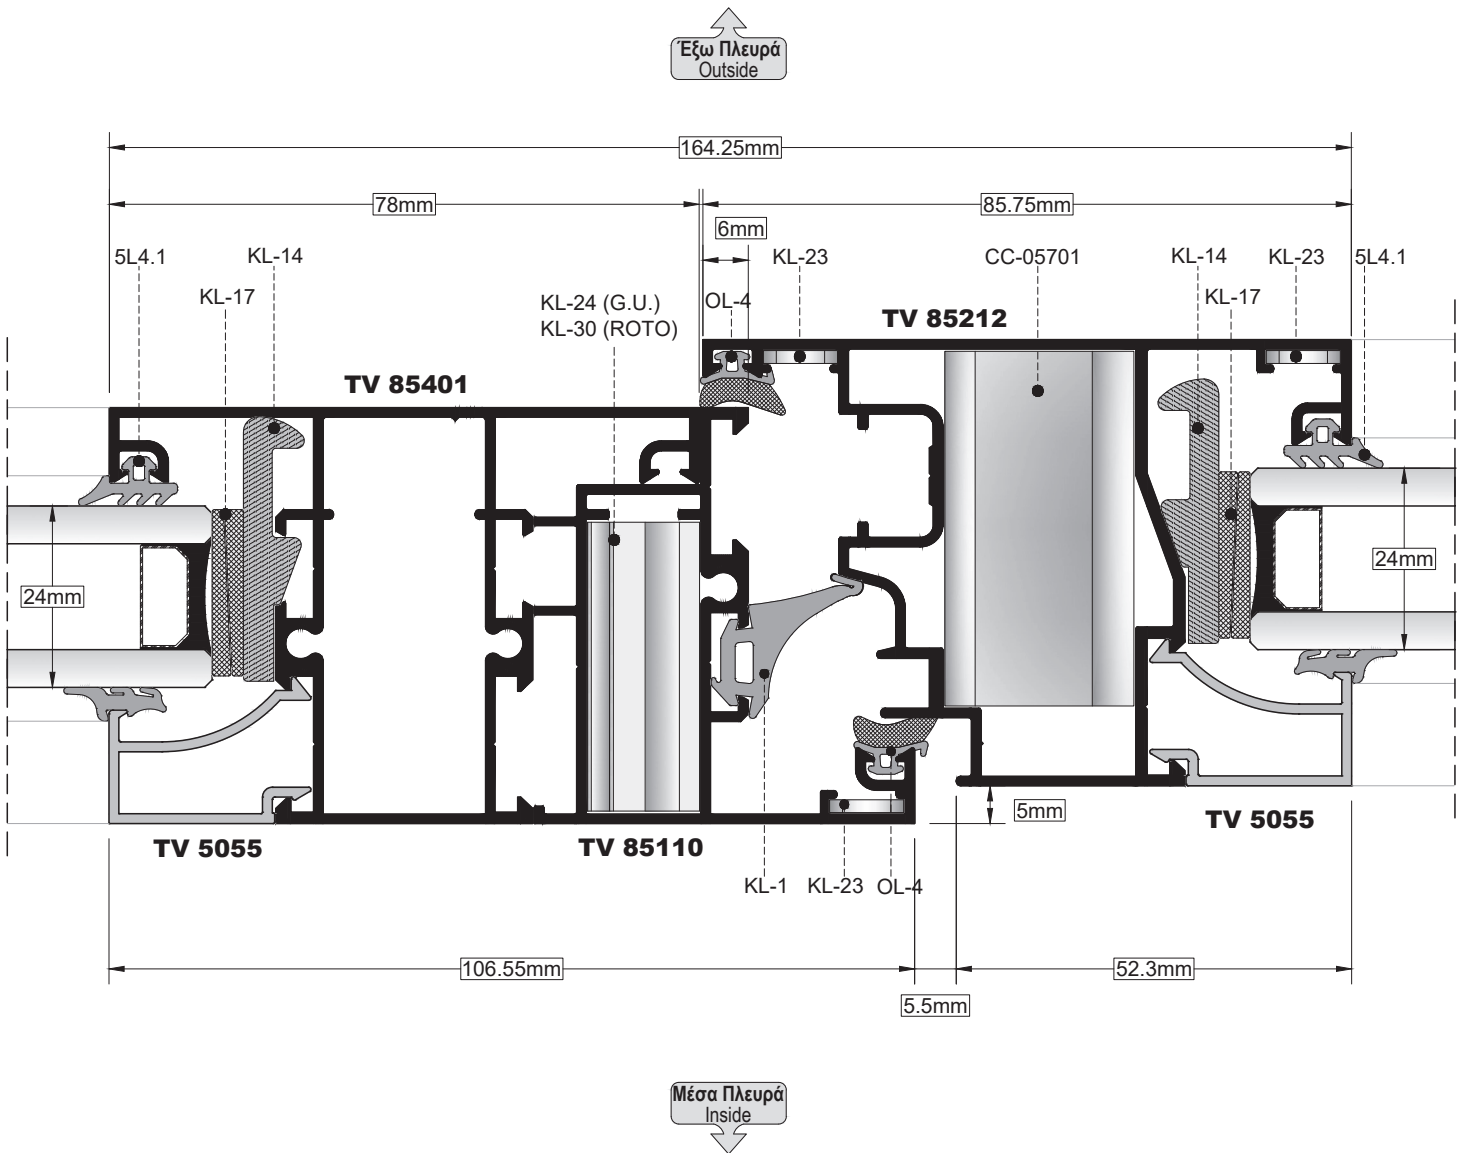 Έξω Πλευρά
Outside
164.25mm
78mm
85.75mm
6mm
5L4.1
KL-14
KL-23
CC-05701
KL-14
KL-23
5L4.1
KL-17
KL-24 (G.U.)
OL-4
KL-17
KL-30 (ROTO)
TV 85212
TV 85401
24mm
24mm
5mm
TV 5055
TV 85110
TV 5055
KL-1
KL-23
OL-4
106.55mm
52.3mm
5.5mm
Μέσα Πλευρά
Inside